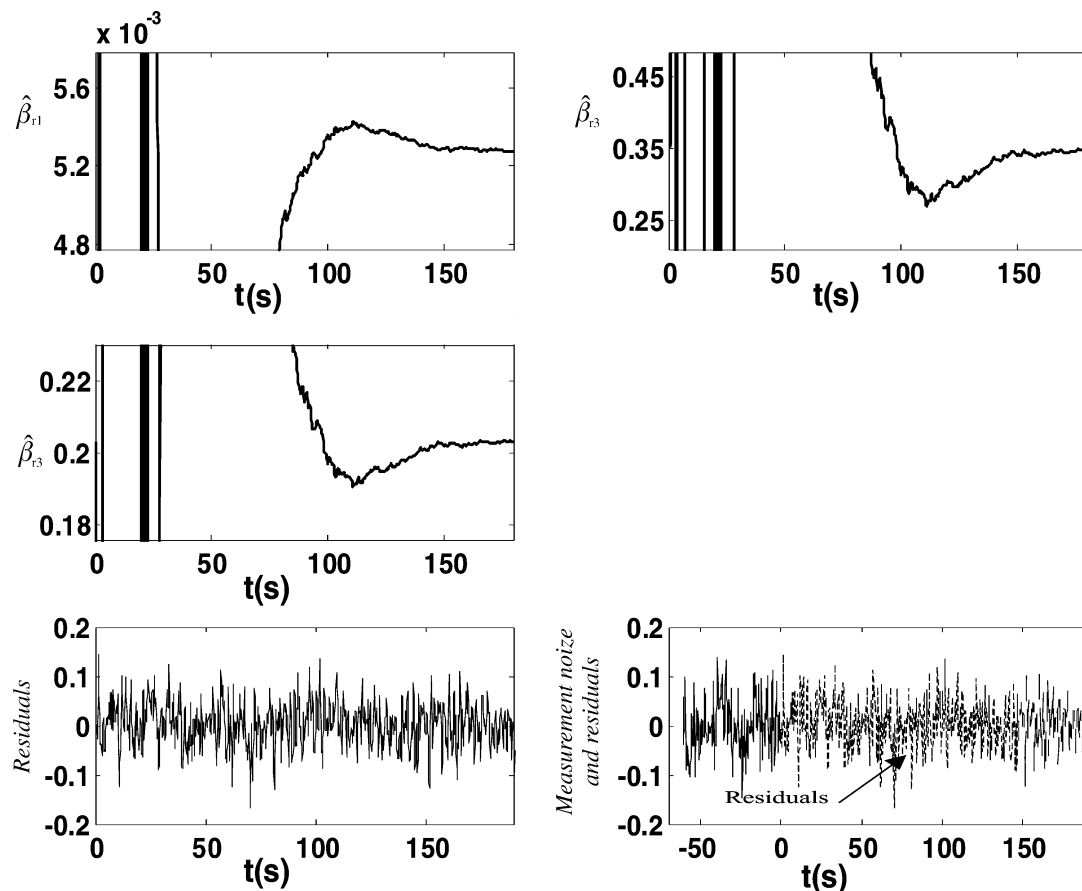 x 10⁻³
5.6
5.2
4.8
β̂r1
0 50 100 150
t(s)
0.45
0.35
0.25
β̂r3
0 50 100 150
t(s)
0.22
0.2
0.18
β̂r3
0 50 100 150
t(s)
0.2
0.1
0
-0.1
-0.2
Residuals
0 50 100 150
t(s)
0.2
0.1
0
-0.1
-0.2
Measurement noize
and residuals
Residuals
-50 0 50 100 150
t(s)